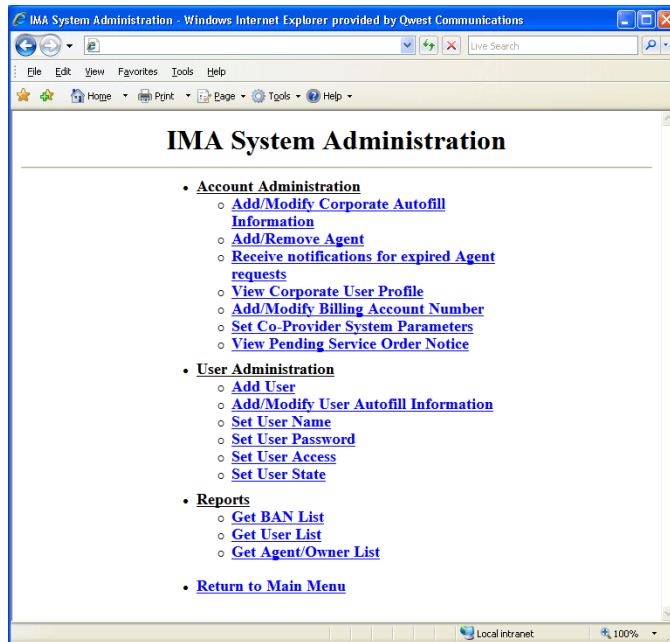 IMA System Administration - Windows Internet Explorer provided by Qwest Communications
Live Search
File Edit View Favorites Tools Help
Home Print Page Tools Help
IMA System Administration
Account Administration
Add/Modify Corporate Autofill
Information
Add/Remove Agent
Receive notifications for expired Agent
requests
View Corporate User Profile
Add/Modify Billing Account Number
Set Co-Provider System Parameters
View Pending Service Order Notice
User Administration
Add User
Add/Modify User Autofill Information
Set User Name
Set User Password
Set User Access
Set User State
Reports
Get BAN List
Get User List
Get Agent/Owner List
Return to Main Menu
Local intranet 100%